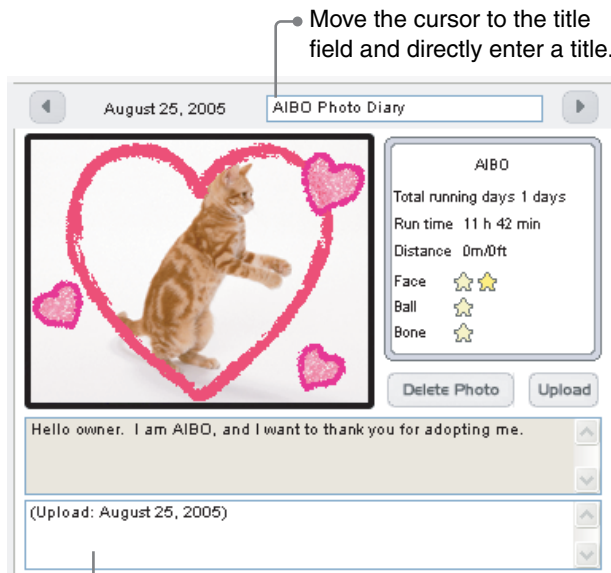 Move the cursor to the title
field and directly enter a title.
August 25, 2005
AIBO Photo Diary
AIBO
Total running days 1 days
Run time 11 h 42 min
Distance 0m/0ft
Face
Ball
Bone
Delete Photo
Upload
Hello owner. I am AIBO, and I want to thank you for adopting me.
(Upload: August 25, 2005)